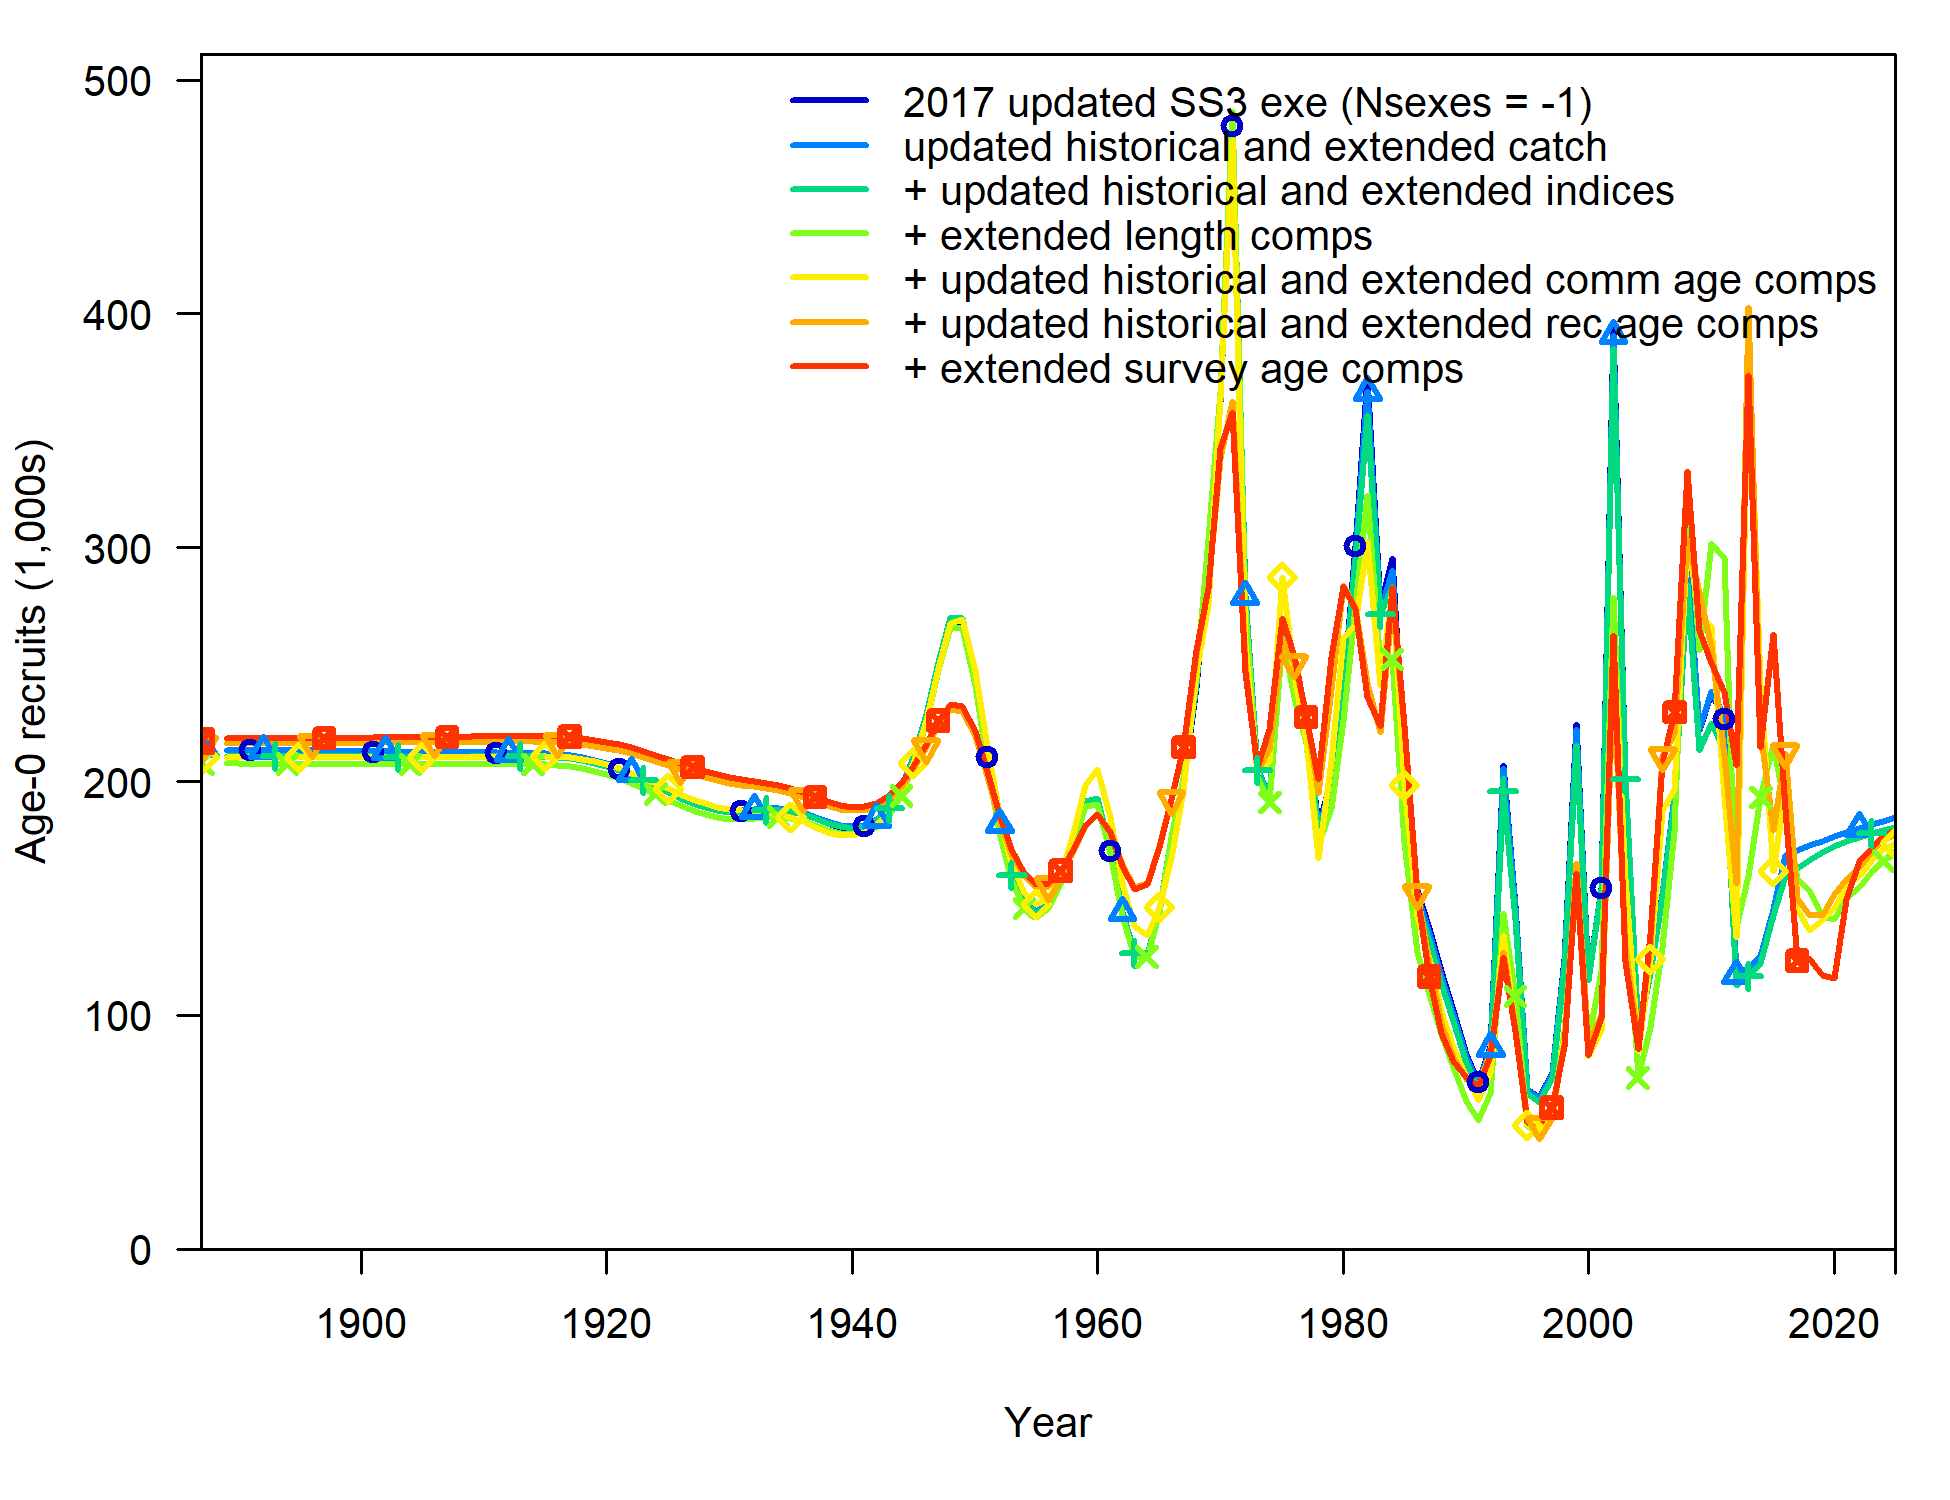 500
400
300
200
100
0
Age-0 recruits (1,000s)
2017 updated SS3 exe (Nsexes = -1)
updated historical and extended catch
+ updated historical and extended indices
+ extended length comps
+ updated historical and extended comm age comps
+ updated historical and extended rec age comps
+ extended survey age comps
1900 1920 1940 1960 1980 2000 2020
Year